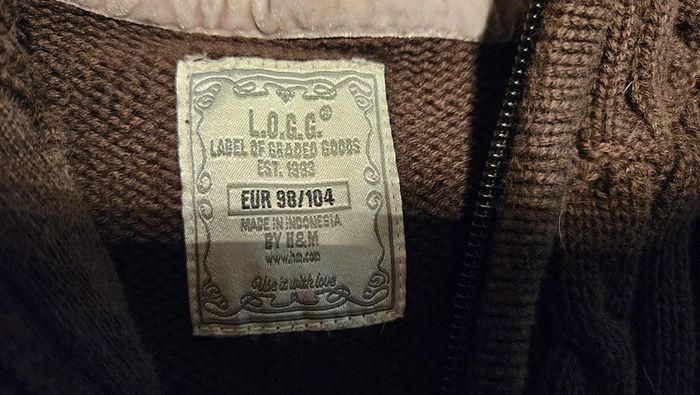 L.O.G.G.®
LABEL OF GRADED GOODS
EST. 1993
EUR 98/104
MADE IN INDONESIA
BY H&M
www.hm.com
Use it with love